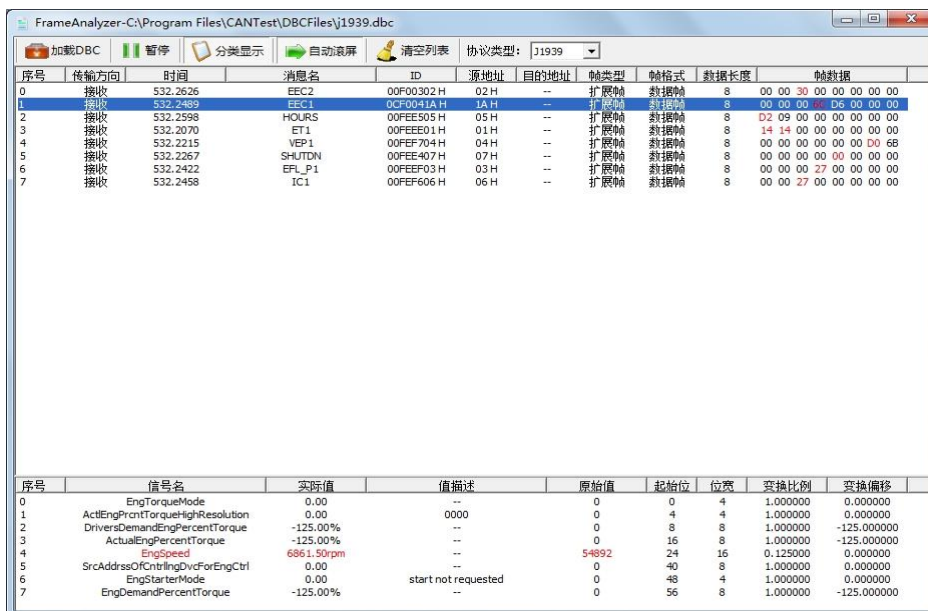 FrameAnalyzer-C:\Program Files\CANTest\DBCFiles\j1939.dbc
加载DBC 暂停 分类显示 自动滚屏 清空列表 协议类型: J1939
序号 传输方向 时间 消息名 ID 源地址 目的地址 帧类型 帧格式 数据长度 帧数据
0 接收 532.2626 EEC2 00F00302 H 02 H -- 扩展帧 数据帧 8 00 00 30 00 00 00 00 00
1 接收 532.2489 EEC1 0CF0041A H 1A H -- 扩展帧 数据帧 8 00 00 00 6C D6 00 00 00
2 接收 532.2598 HOURS 00FEE505 H 05 H -- 扩展帧 数据帧 8 D2 09 00 00 00 00 00 00
3 接收 532.2070 ET1 00FEEE01 H 01 H -- 扩展帧 数据帧 8 14 14 00 00 00 00 00 00
4 接收 532.2215 VEP1 00FEF704 H 04 H -- 扩展帧 数据帧 8 00 00 00 00 00 00 D0 6B
5 接收 532.2267 SHUTDN 00FEE407 H 07 H -- 扩展帧 数据帧 8 00 00 00 00 00 00 00 00
6 接收 532.2422 EFL_P1 00FEEF03 H 03 H -- 扩展帧 数据帧 8 00 00 00 27 00 00 00 00
7 接收 532.2458 IC1 00FEF606 H 06 H -- 扩展帧 数据帧 8 00 00 27 00 00 00 00 00
序号 信号名 实际值 值描述 原始值 起始位 位宽 变换比例 变换偏移
0 EngTorqueMode 0.00 -- 0 0 4 1.000000 0.000000
1 ActlEngPrcntTorqueHighResolution 0.00 0000 0 4 4 1.000000 0.000000
2 DriversDemandEngPercentTorque -125.00% -- 0 8 8 1.000000 -125.000000
3 ActualEngPercentTorque -125.00% -- 0 16 8 1.000000 -125.000000
4 EngSpeed 6861.50rpm -- 54892 24 16 0.125000 0.000000
5 SrcAddrssOfCntrllngDvcForEngCtrl 0.00 -- 0 40 8 1.000000 0.000000
6 EngStarterMode 0.00 start not requested 0 48 4 1.000000 0.000000
7 EngDemandPercentTorque -125.00% -- 0 56 8 1.000000 -125.000000